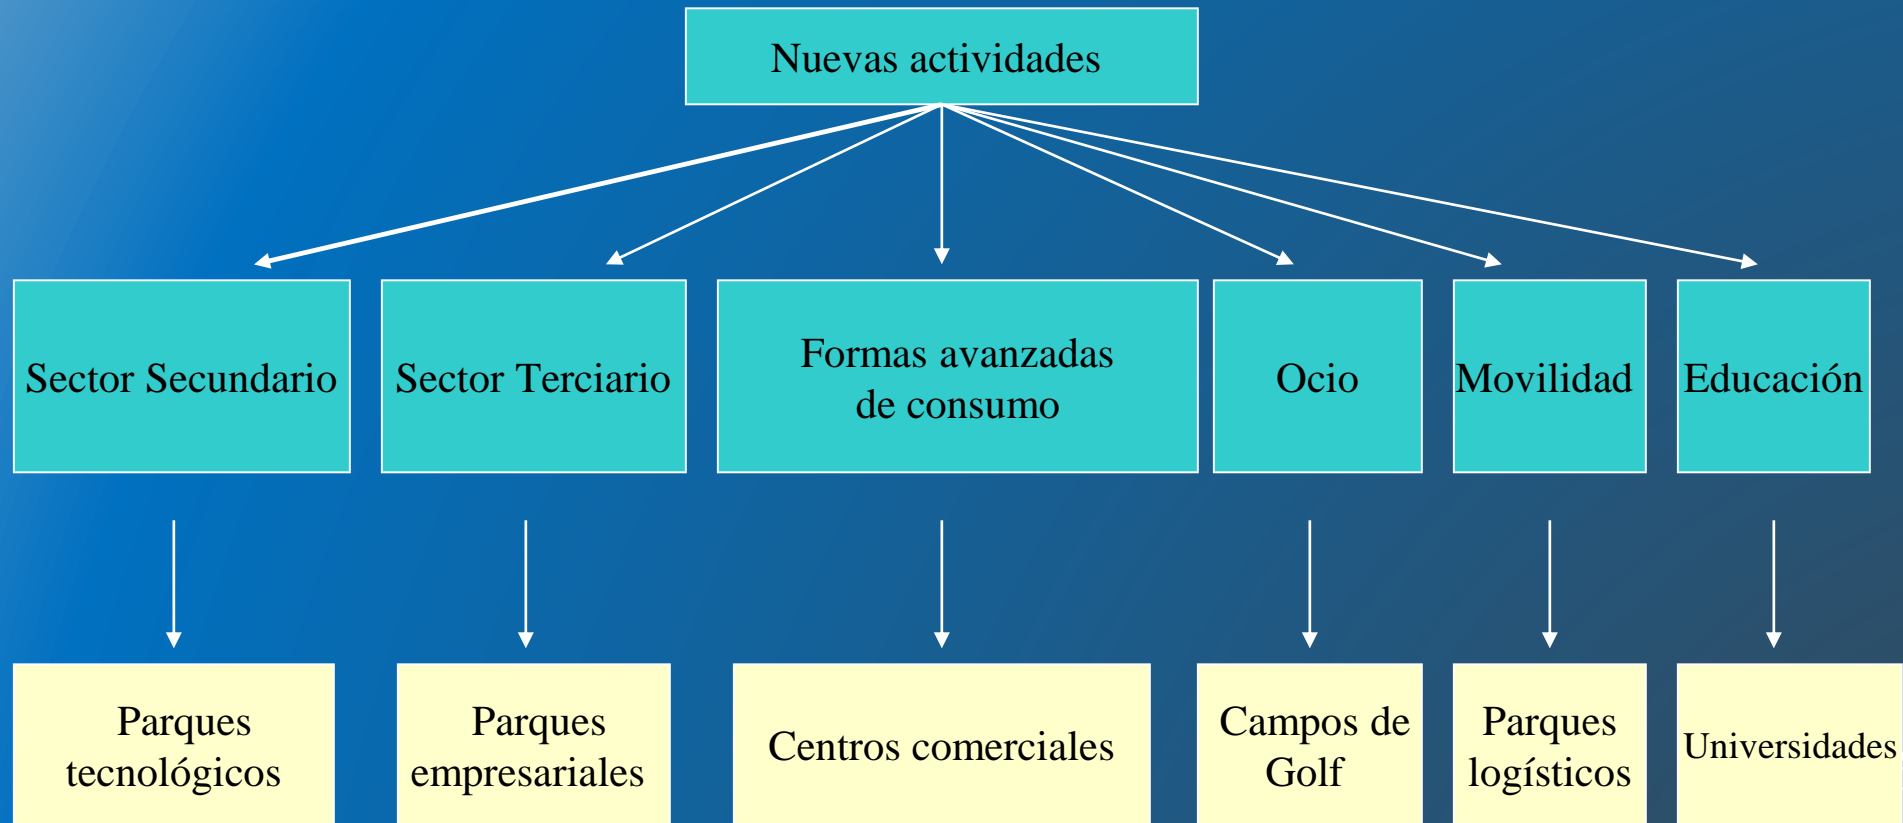 Nuevas actividades
Sector Secundario
Sector Terciario
Formas avanzadas
de consumo
Ocio
Movilidad
Educación
Parques
tecnológicos
Parques
empresariales
Centros comerciales
Campos de
Golf
Parques
logísticos
Universidades